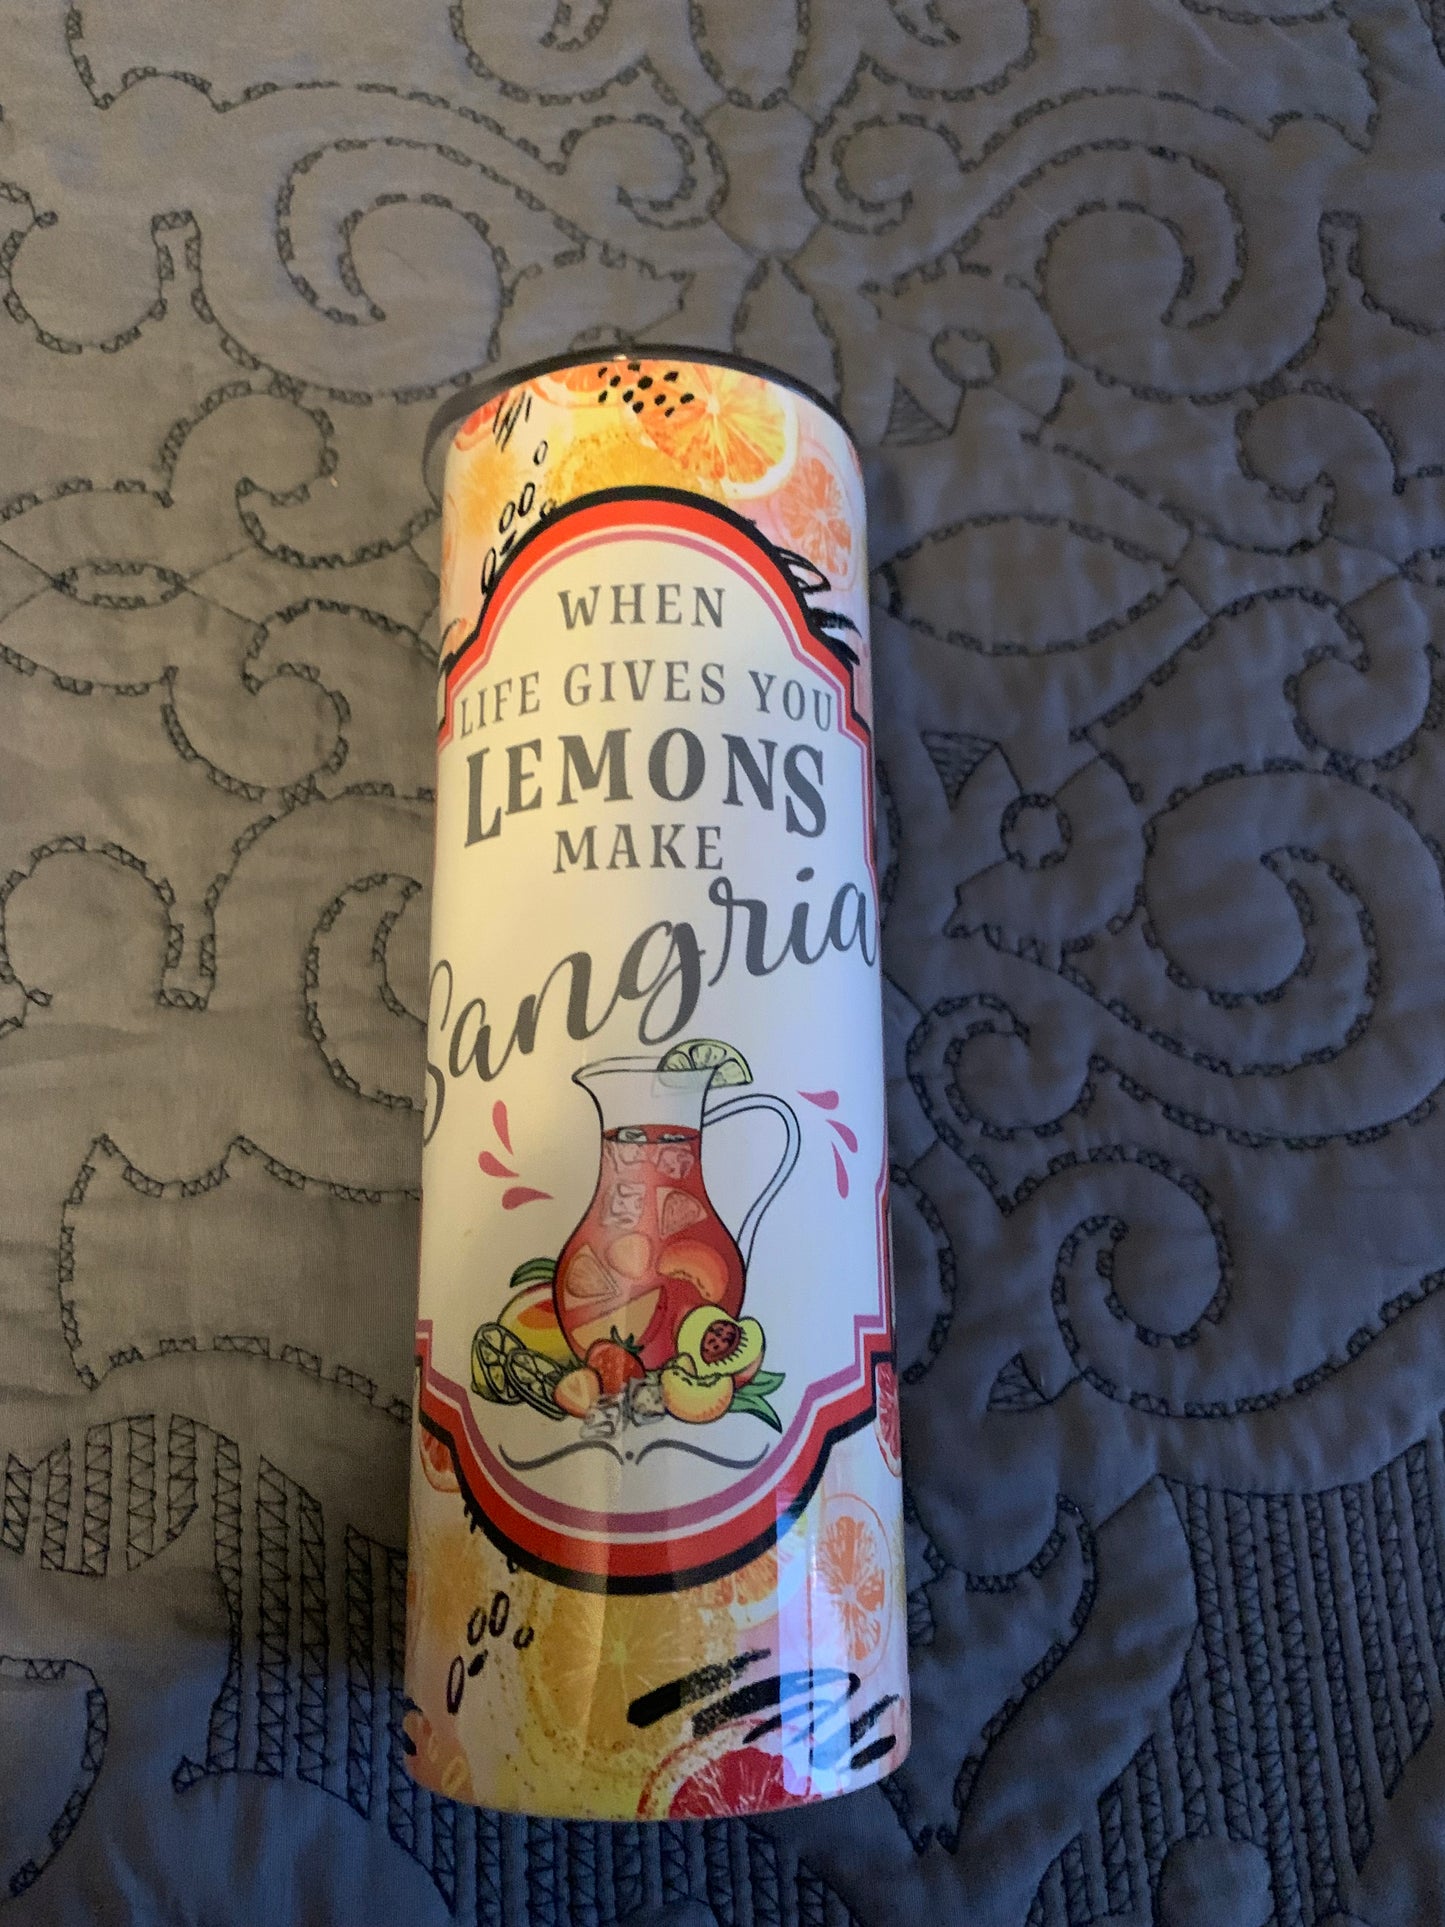 WHEN
LIFE GIVES YOU
LEMONS
MAKE
Sangria